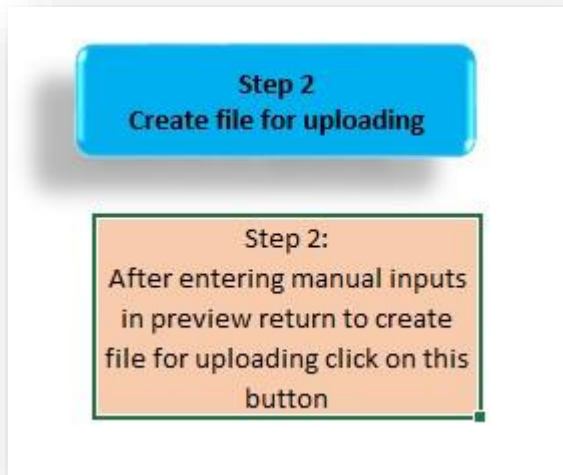 Step 2
Create file for uploading
Step 2:
After entering manual inputs
in preview return to create
file for uploading click on this
button